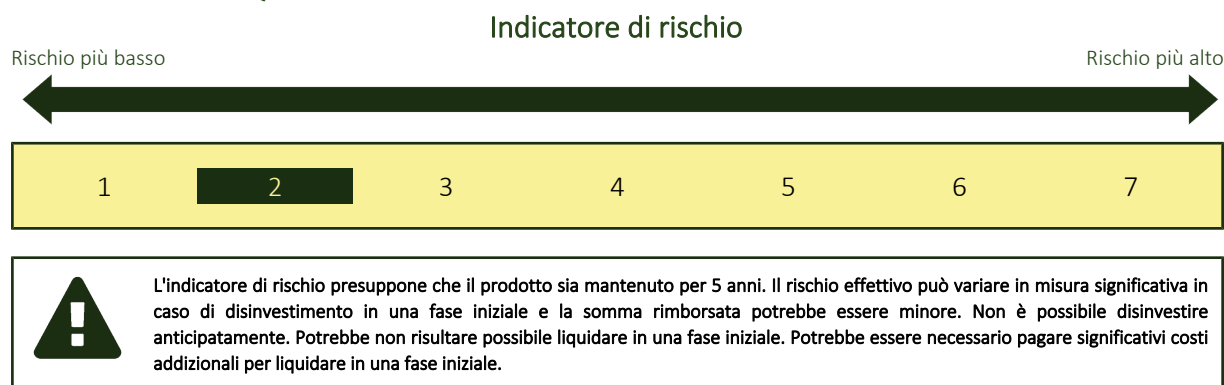 Indicatore di rischio
Rischio più basso
Rischio più alto
1 2 3 4 5 6 7
L'indicatore di rischio presuppone che il prodotto sia mantenuto per 5 anni. Il rischio effettivo può variare in misura significativa in
caso di disinvestimento in una fase iniziale e la somma rimborsata potrebbe essere minore. Non è possibile disinvestire
anticipatamente. Potrebbe non risultare possibile liquidare in una fase iniziale. Potrebbe essere necessario pagare significativi costi
addizionali per liquidare in una fase iniziale.